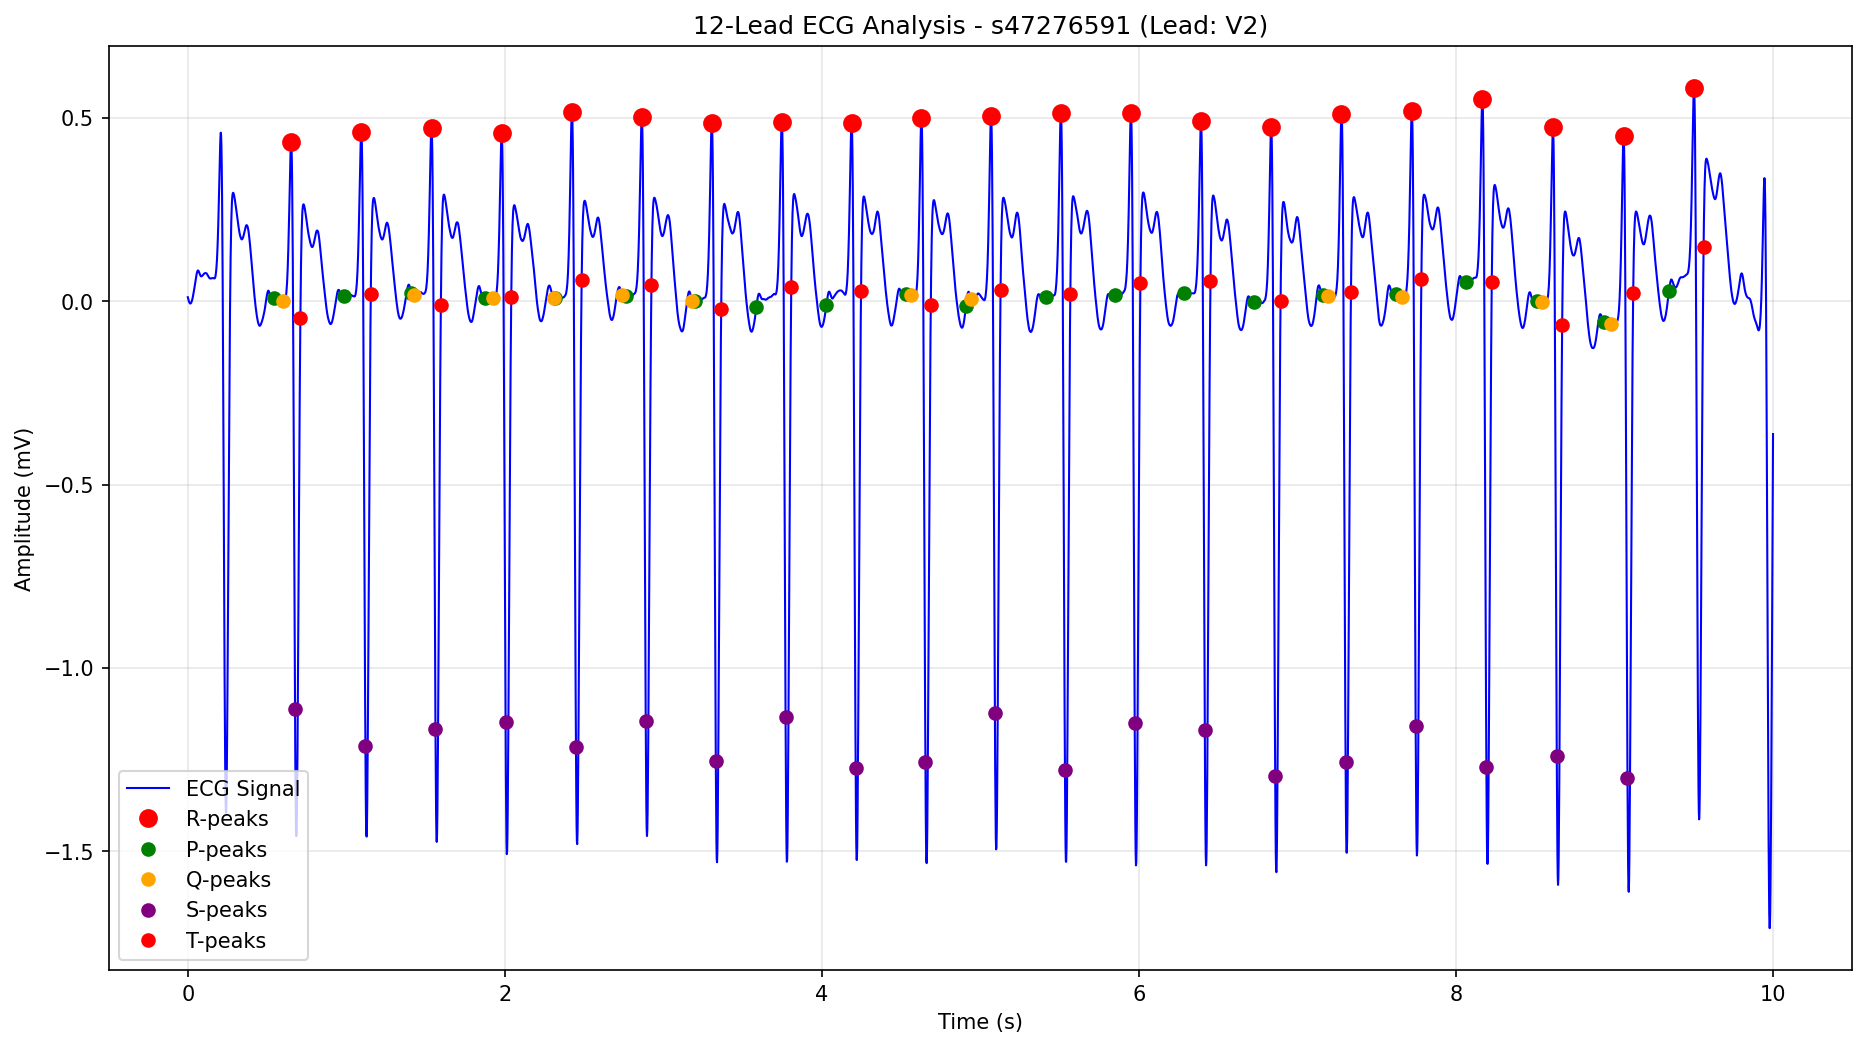 12-Lead ECG Analysis - s47276591 (Lead: V2)
Amplitude (mV)
0.5
0.0
−0.5
−1.0
−1.5
ECG Signal
R-peaks
P-peaks
Q-peaks
S-peaks
T-peaks
0 2 4 6 8 10
Time (s)